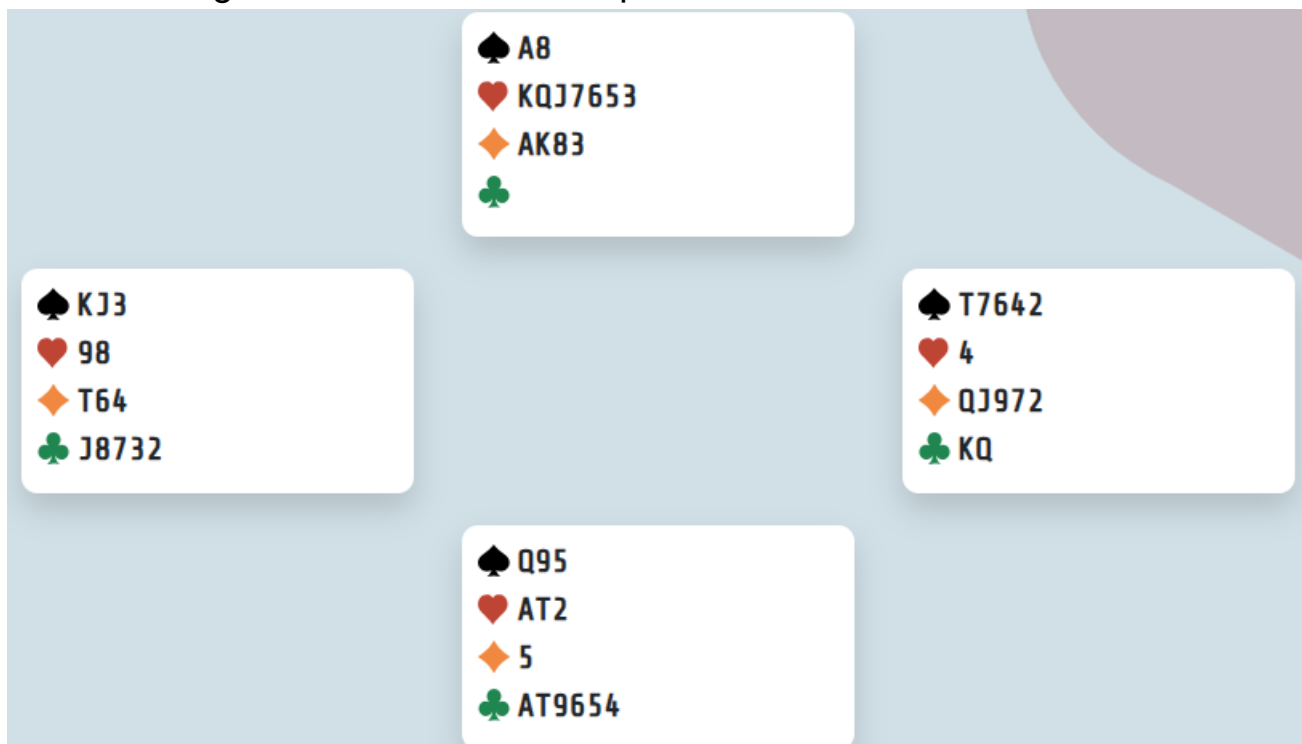 ♠ A8
♥ KQJ7653
♦ AK83
♣
♠ KJ3
♥ 98
♦ T64
♣ J8732
♠ T7642
♥ 4
♦ QJ972
♣ KQ
♠ Q95
♥ AT2
♦ 5
♣ AT9654